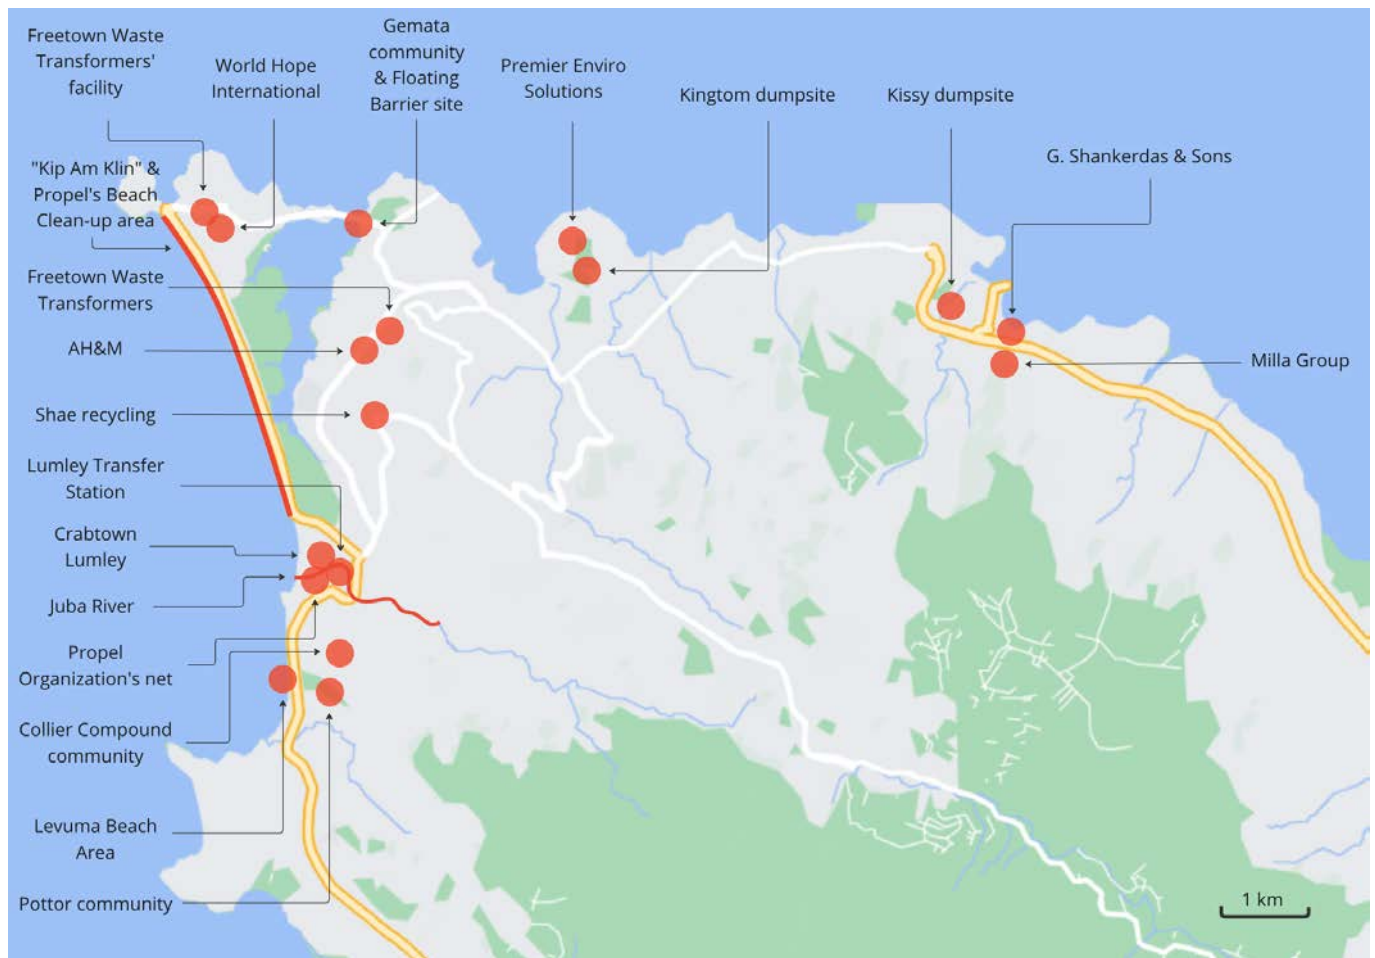 Freetown Waste
Transformers'
facility
World Hope
International
Gemata
community
& Floating
Barrier site
Premier Enviro
Solutions
Kingtom dumpsite
Kissy dumpsite
G. Shankerdas & Sons
"Kip Am Klin" &
Propel's Beach
Clean-up area
Freetown Waste
Transformers
AH&M
Milla Group
Shae recycling
Lumley Transfer
Station
Crabtown
Lumley
Juba River
Propel
Organization's net
Collier Compound
community
Levuma Beach
Area
Pottor community
1 km